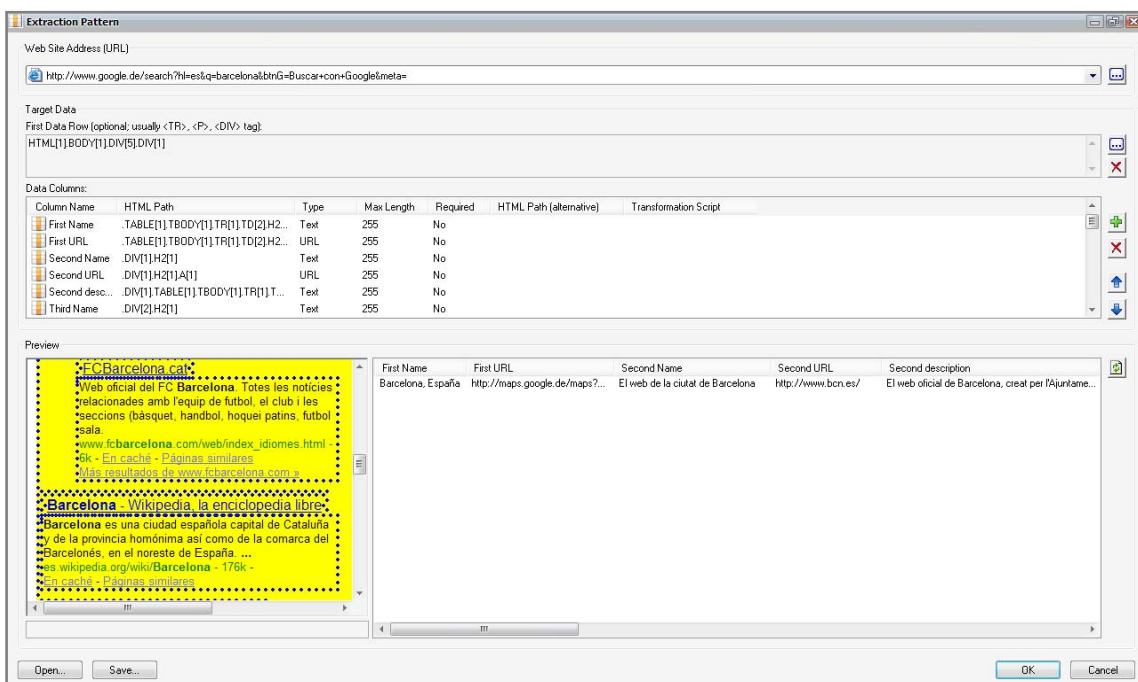 Extraction Pattern
Web Site Address (URL)
http://www.google.de/search?hl=es&q=barcelona&btnG=Buscar+con+Google&meta=
Target Data
First Data Row (optional; usually <TR>, <P>, <DIV> tag):
HTML[1].BODY[1].DIV[5].DIV[1]
Data Columns:
Column Name HTML Path Type Max Length Required HTML Path (alternative) Transformation Script
First Name .TABLE[1].TBODY[1].TR[1].TD[2].H2... Text 255 No
First URL .TABLE[1].TBODY[1].TR[1].TD[2].H2... URL 255 No
Second Name .DIV[1].H2[1] Text 255 No
Second URL .DIV[1].H2[1].A[1] URL 255 No
Second desc... .DIV[1].TABLE[1].TBODY[1].TR[1].T... Text 255 No
Third Name .DIV[2].H2[1] Text 255 No
Preview
FCBarcelona.cat
Web oficial del FC Barcelona. Totes les notícies
relacionades amb l'equip de futbol, el club i les
seccions (bàsquet, handbol, hoquei patins, futbol
sala.
www.fcbarcelona.com/web/index_idiomes.html -
6k - En caché - Páginas similares
Más resultados de www.fcbarcelona.com »
Barcelona - Wikipedia, la enciclopedia libre
Barcelona es una ciudad española capital de Cataluña
y de la provincia homónima así como de la comarca del
Barcelonés, en el noreste de España. ...
es.wikipedia.org/wiki/Barcelona - 176k -
En caché - Páginas similares
First Name First URL Second Name Second URL Second description
Barcelona, España http://maps.google.de/maps?... El web de la ciutat de Barcelona http://www.bcn.es/ El web oficial de Barcelona, creat per l'Ajuntame...
Open... Save... OK Cancel